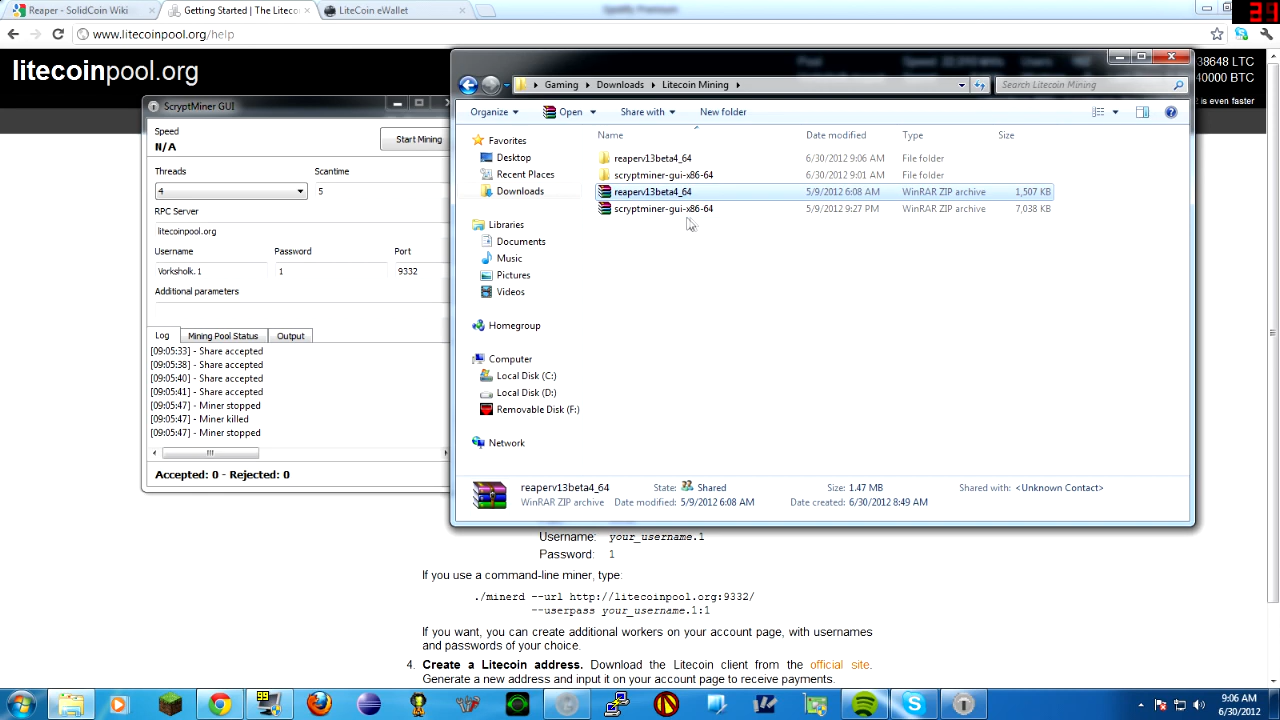 Reaper - SolidCoin Wiki
Getting Started | The Liteco
LiteCoin eWallet
Spotify Premium
39
www.litecoinpool.org/help
litecoinpool.org
38648 LTC
40000 BTC
is even faster
Gaming
Downloads
Litecoin Mining
Search Litecoin Mining
Organize
Open
Share with
New folder
Name
Date modified
Type
Size
Favorites
Desktop
Recent Places
Downloads
Libraries
Documents
Music
Pictures
Videos
Homegroup
Computer
Local Disk (C:)
Local Disk (D:)
Removable Disk (F:)
Network
reaperv13beta4_64 6/30/2012 9:06 AM File folder
scryptminer-gui-x86-64 6/30/2012 9:01 AM File folder
reaperv13beta4_64 5/9/2012 6:08 AM WinRAR ZIP archive 1,507 KB
scryptminer-gui-x86-64 5/9/2012 9:27 PM WinRAR ZIP archive 7,038 KB
reaperv13beta4_64 State: Shared Size: 1.47 MB Shared with: <Unknown Contact>
WinRAR ZIP archive Date modified: 5/9/2012 6:08 AM Date created: 6/30/2012 8:49 AM
ScryptMiner GUI
Speed
N/A
Start Mining
Threads Scantime
4 5
RPC Server
litecoinpool.org
Username Password Port
Vorksholk.1 1 9332
Additional parameters
Log Mining Pool Status Output
[09:05:33] - Share accepted
[09:05:38] - Share accepted
[09:05:40] - Share accepted
[09:05:41] - Share accepted
[09:05:47] - Miner stopped
[09:05:47] - Miner killed
[09:05:47] - Miner stopped
Accepted: 0 - Rejected: 0
Username: your_username.1
Password: 1
If you use a command-line miner, type:
./minerd --url http://litecoinpool.org:9332/
--userpass your_username.1:1
If you want, you can create additional workers on your account page, with usernames
and passwords of your choice.
4. Create a Litecoin address. Download the Litecoin client from the official site.
Generate a new address and input it on your account page to receive payments.
99
9:06 AM
6/30/2012